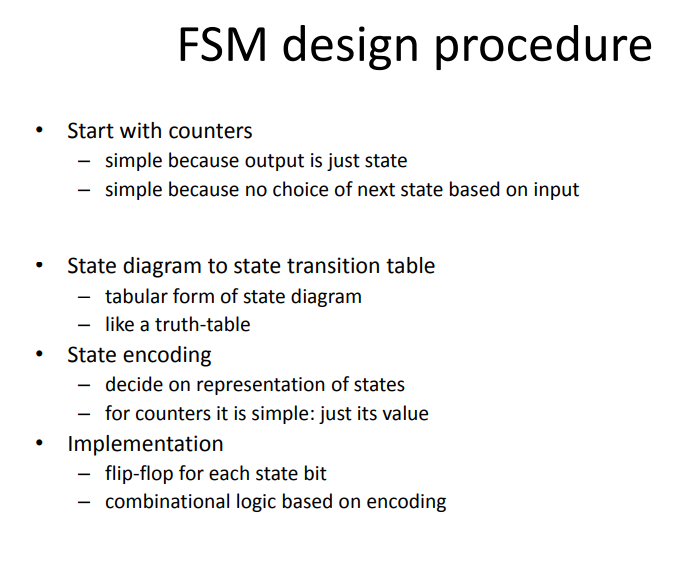 FSM design procedure
• Start with counters
– simple because output is just state
– simple because no choice of next state based on input
• State diagram to state transition table
– tabular form of state diagram
– like a truth-table
• State encoding
– decide on representation of states
– for counters it is simple: just its value
• Implementation
– flip-flop for each state bit
– combinational logic based on encoding